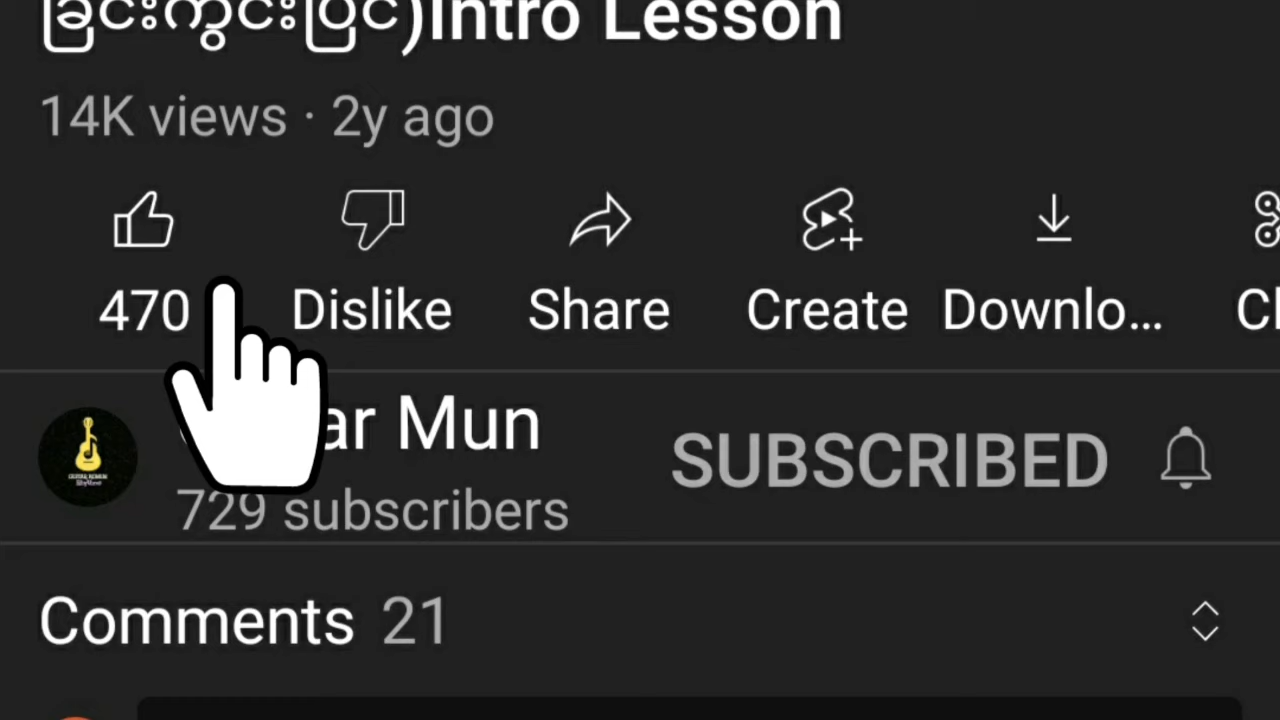 ခြင်းကွင်းပြင်)Intro Lesson
14K views · 2y ago
470 Dislike Share Create Downlo...
Mun SUBSCRIBED
729 subscribers
Comments 21